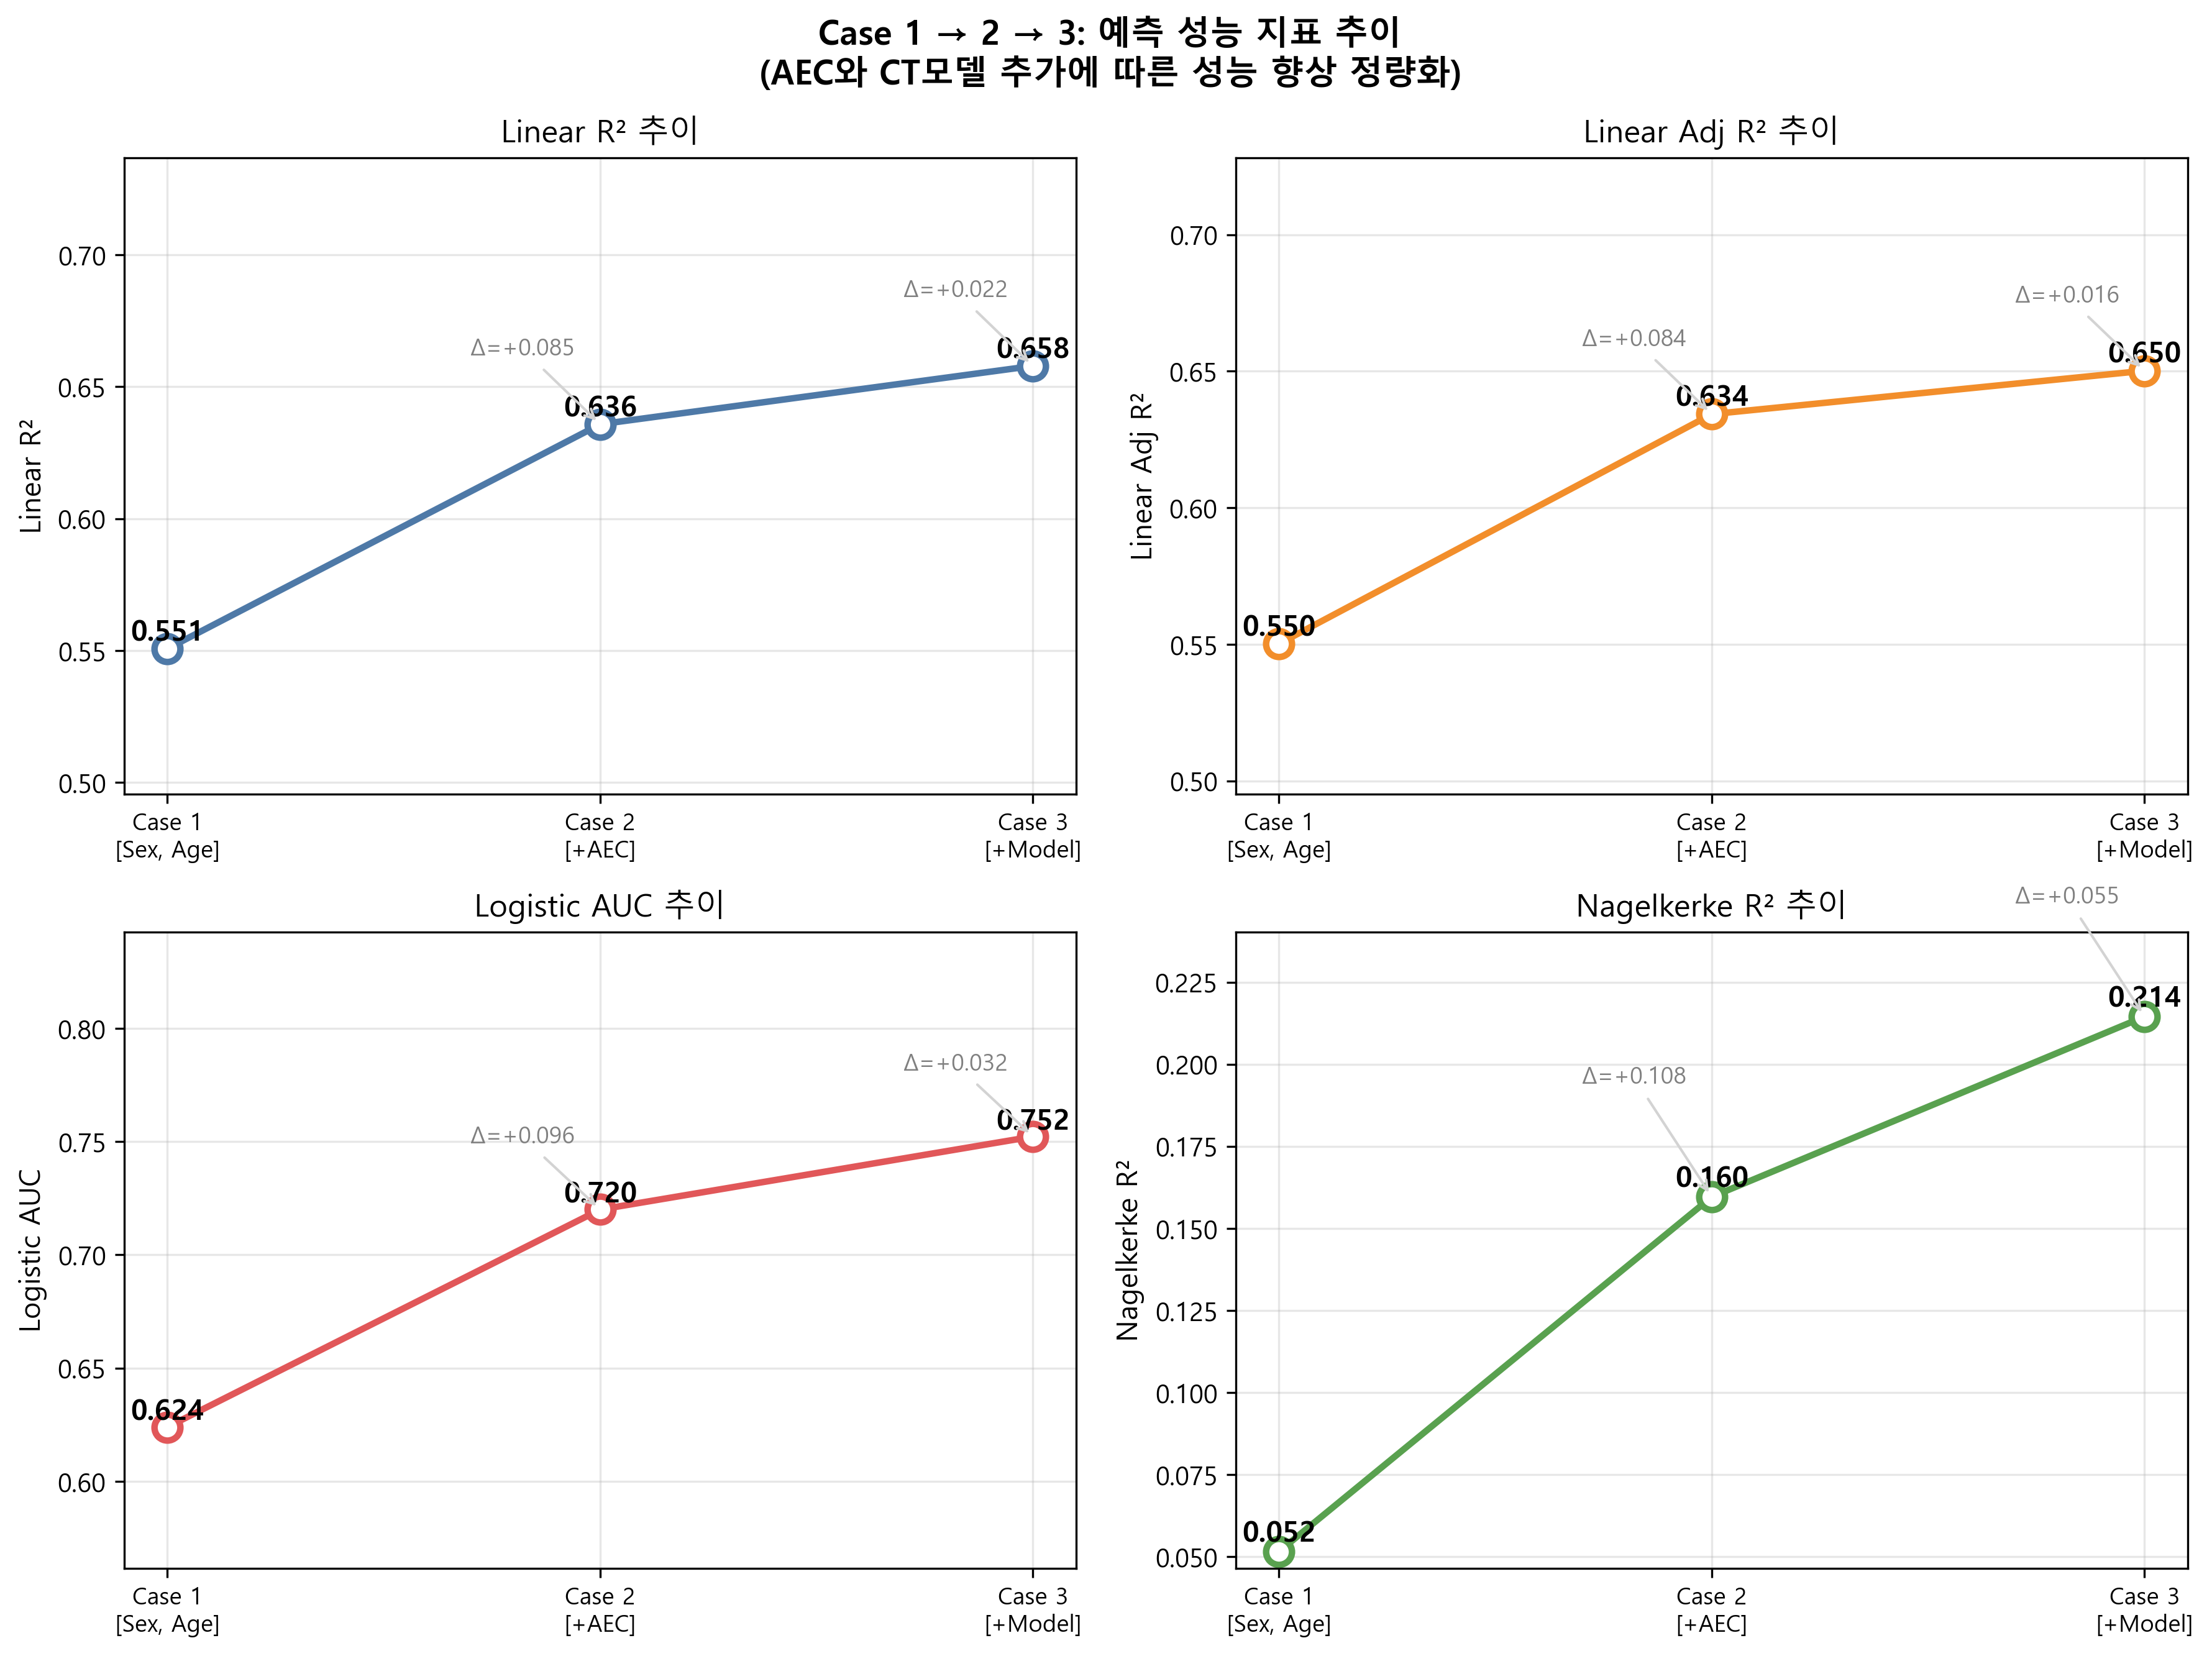 Case 1 → 2 → 3: 예측 성능 지표 추이
(AEC와 CT모델 추가에 따른 성능 향상 정량화)
Linear R² 추이
Linear R²
0.70
0.65
0.60
0.55
0.50
0.551
Δ=+0.085
0.636
Δ=+0.022
0.658
Case 1
[Sex, Age]
Case 2
[+AEC]
Case 3
[+Model]
Linear Adj R² 추이
Linear Adj R²
0.70
0.65
0.60
0.55
0.50
0.550
Δ=+0.084
0.634
Δ=+0.016
0.650
Case 1
[Sex, Age]
Case 2
[+AEC]
Case 3
[+Model]
Logistic AUC 추이
Logistic AUC
0.80
0.75
0.70
0.65
0.60
0.624
Δ=+0.096
0.720
Δ=+0.032
0.752
Case 1
[Sex, Age]
Case 2
[+AEC]
Case 3
[+Model]
Nagelkerke R² 추이
Nagelkerke R²
0.225
0.200
0.175
0.150
0.125
0.100
0.075
0.050
0.052
Δ=+0.108
0.160
Δ=+0.055
0.214
Case 1
[Sex, Age]
Case 2
[+AEC]
Case 3
[+Model]